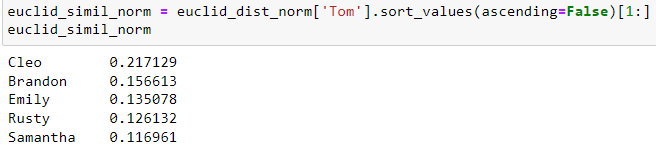 euclid_simil_norm = euclid_dist_norm['Tom'].sort_values(ascending=False)[1:]
euclid_simil_norm
Cleo 0.217129
Brandon 0.156613
Emily 0.135078
Rusty 0.126132
Samantha 0.116961